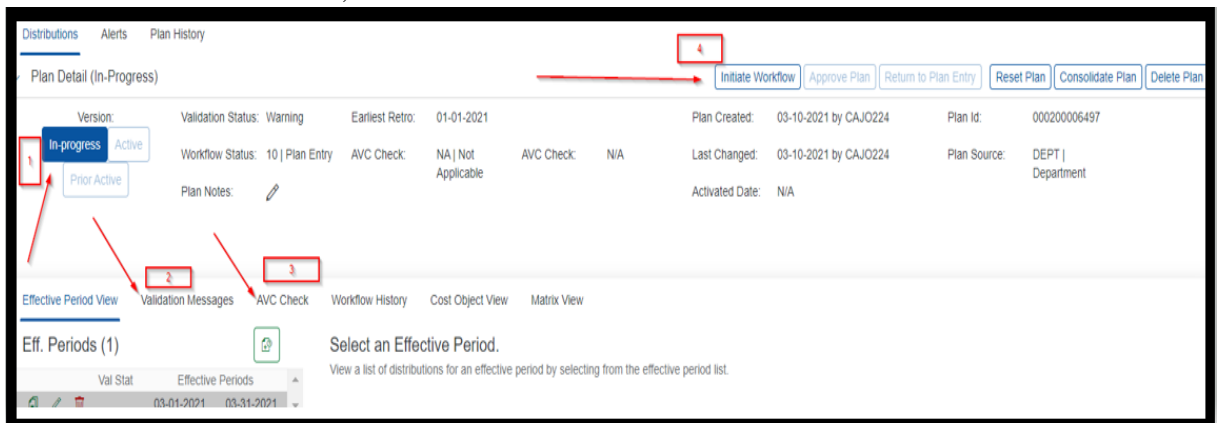 Distributions Alerts Plan History
4
Plan Detail (In-Progress) Initiate Workflow Approve Plan Return to Plan Entry Reset Plan Consolidate Plan Delete Plan
Version: Validation Status: Warning Earliest Retro: 01-01-2021 Plan Created: 03-10-2021 by CAJO224 Plan Id: 000200006497
1 In-progress Active Workflow Status: 10 | Plan Entry AVC Check: NA | Not AVC Check: N/A Last Changed: 03-10-2021 by CAJO224 Plan Source: DEPT |
Applicable Department
Prior Active Plan Notes: Activated Date: N/A
2 3
Effective Period View Validation Messages AVC Check Workflow History Cost Object View Matrix View
Eff. Periods (1) Select an Effective Period.
View a list of distributions for an effective period by selecting from the effective period list.
Val Stat Effective Periods
03-01-2021 03-31-2021